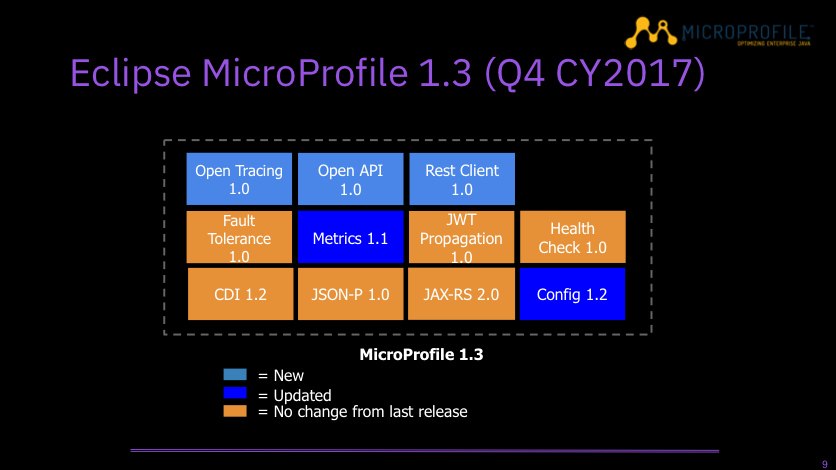 MICROPROFILE™
OPTIMIZING ENTERPRISE JAVA
Eclipse MicroProfile 1.3 (Q4 CY2017)
Open Tracing
1.0
Open API
1.0
Rest Client
1.0
Fault
Tolerance
1.0
Metrics 1.1
JWT
Propagation
1.0
Health
Check 1.0
CDI 1.2
JSON-P 1.0
JAX-RS 2.0
Config 1.2
MicroProfile 1.3
= New
= Updated
= No change from last release
9